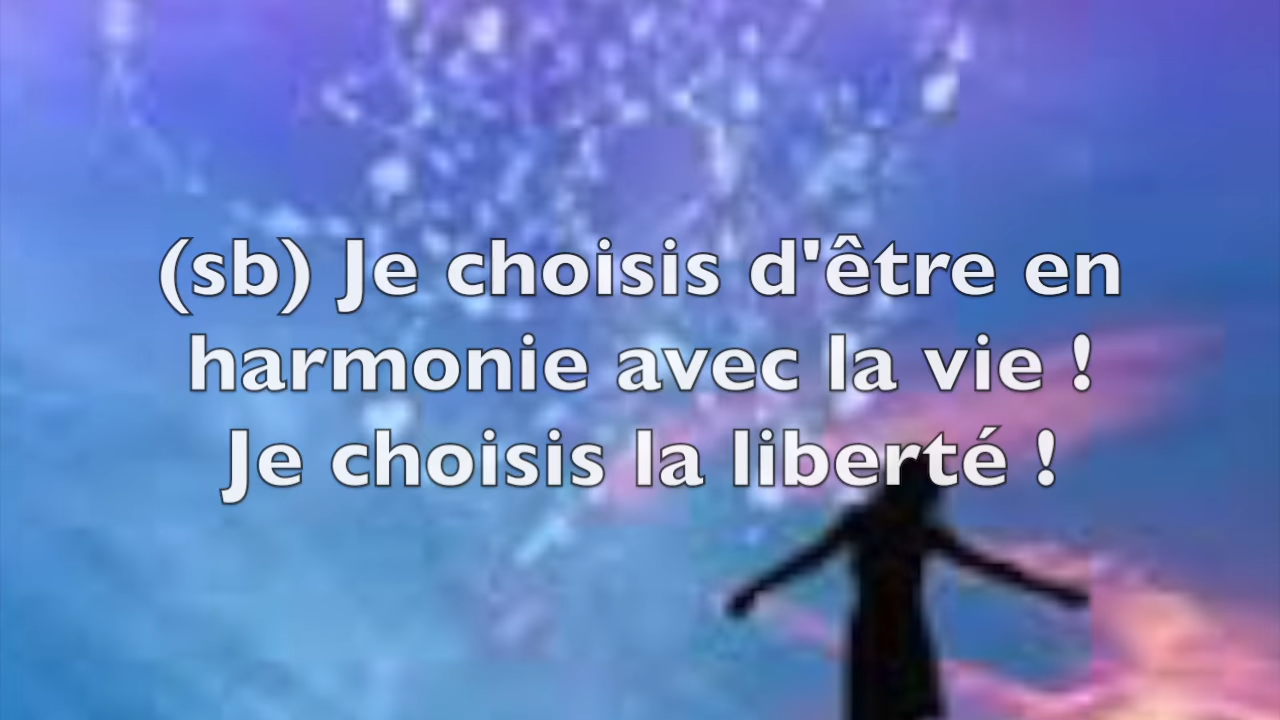 (sb) Je choisis d'être en
harmonie avec la vie !
Je choisis la liberté !